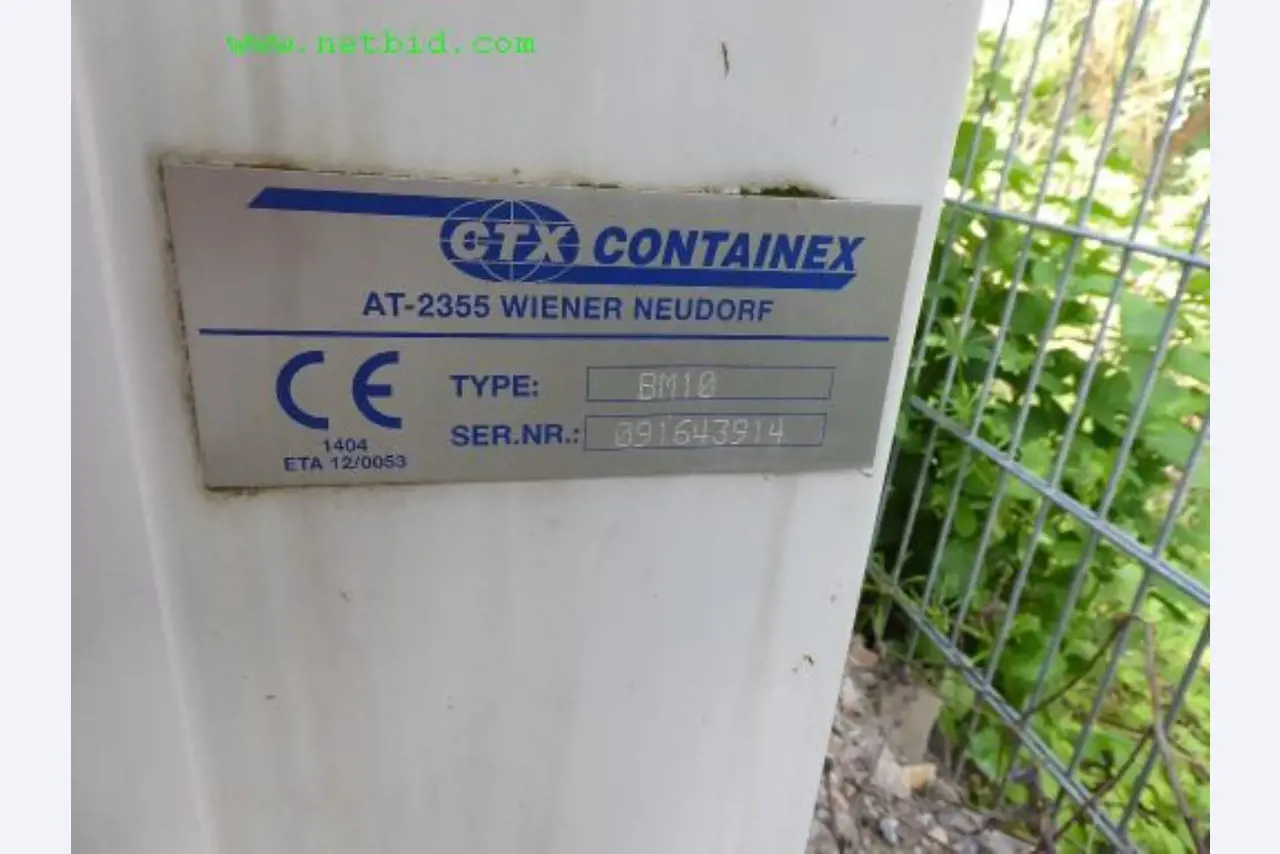 www.netbid.com
CTX CONTAINEX
AT-2355 WIENER NEUDORF
CE TYPE: BM10
1404 SER.NR.: 091643914
ETA 12/0053